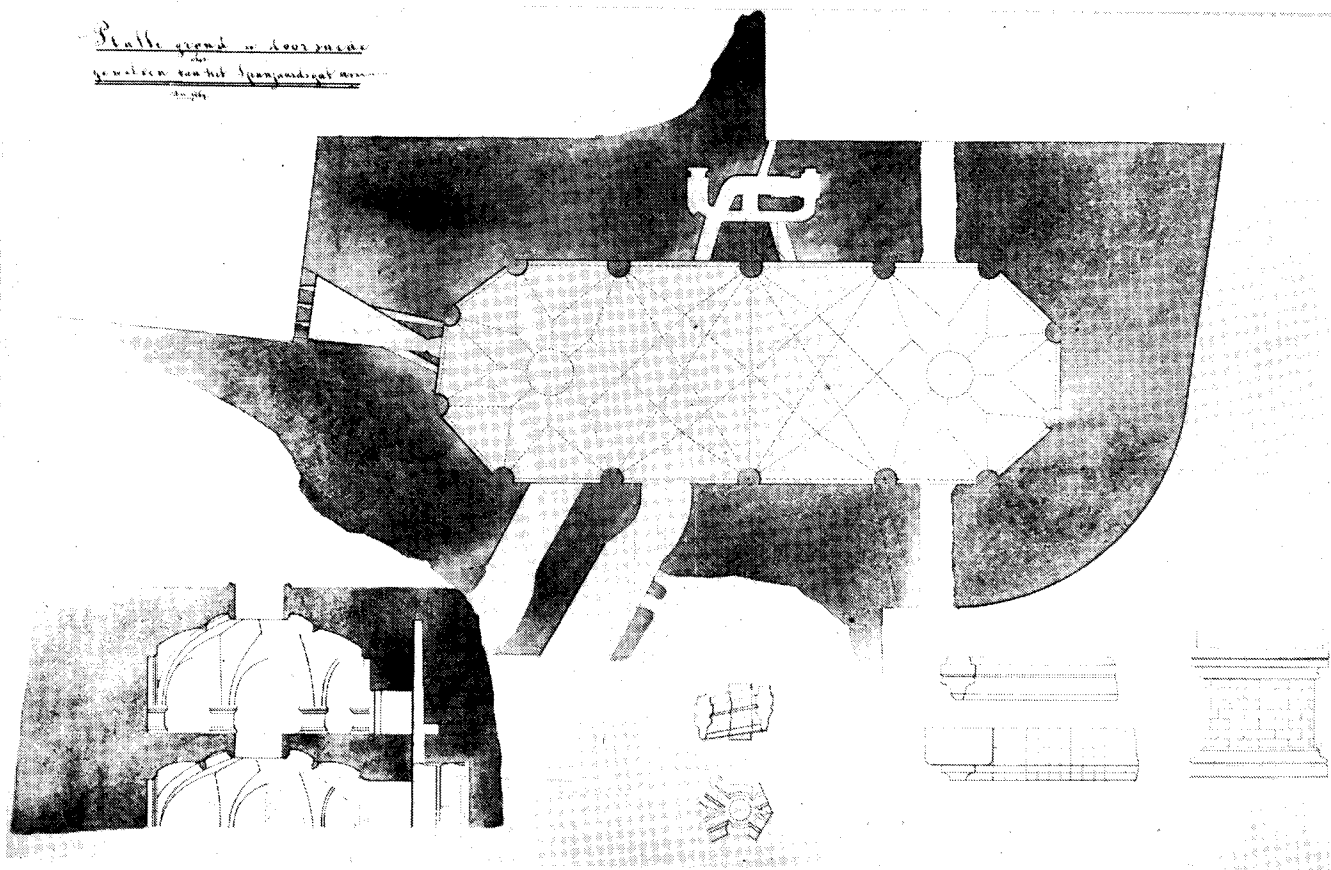 Platte grond en doorsnede
der
gewelven van het Spanjaardsgat